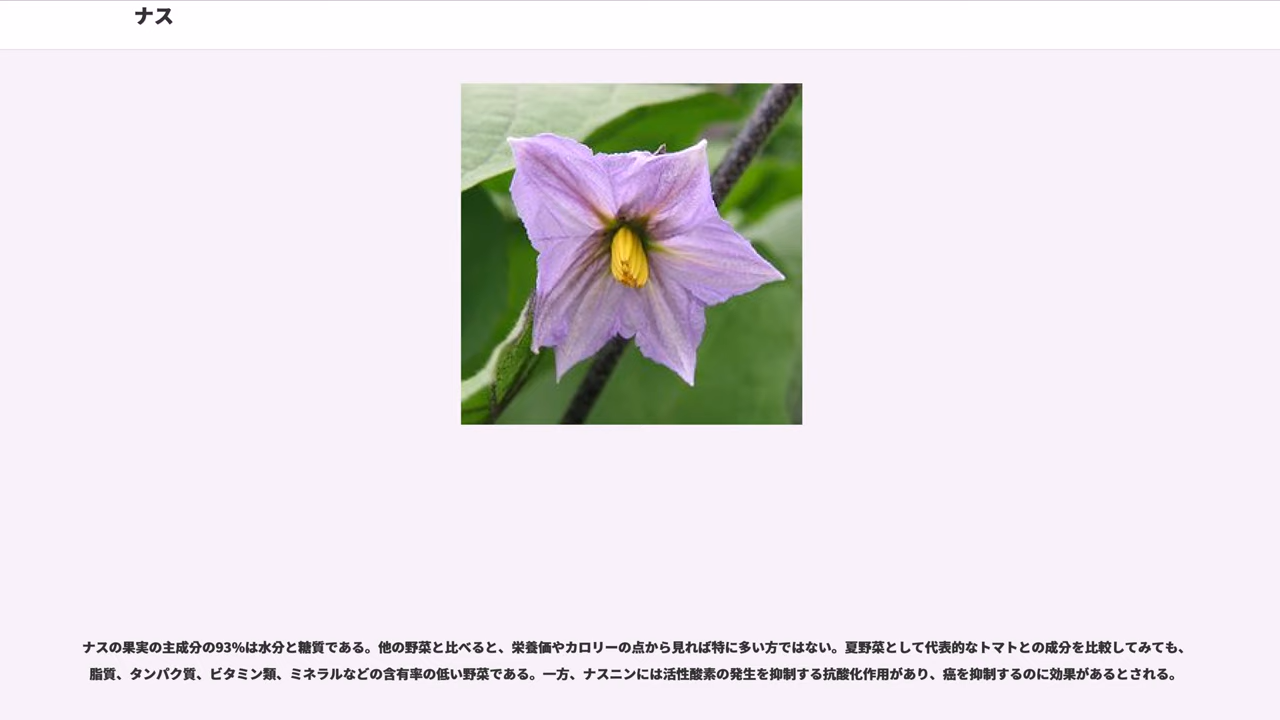 ナス
ナスの果実の主成分の93%は水分と糖質である。他の野菜と比べると、栄養価やカロリーの点から見れば特に多い方ではない。夏野菜として代表的なトマトとの成分を比較してみても、
脂質、タンパク質、ビタミン類、ミネラルなどの含有率の低い野菜である。一方、ナスニンには活性酸素の発生を抑制する抗酸化作用があり、癌を抑制するのに効果があるとされる。